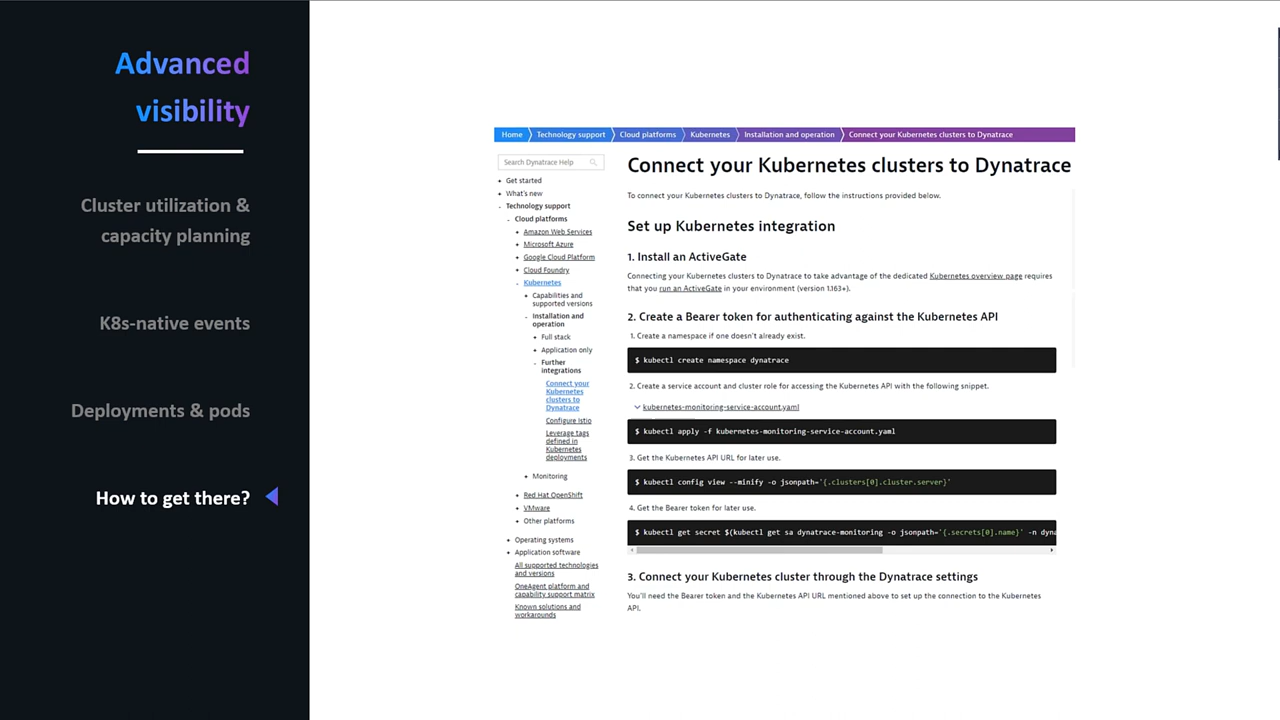 Advanced
visibility
Cluster utilization &
capacity planning
K8s-native events
Deployments & pods
How to get there?
Home Technology support Cloud platforms Kubernetes Installation and operation Connect your Kubernetes clusters to Dynatrace
Search Dynatrace Help
Get started
What's new
Technology support
Cloud platforms
Amazon Web Services
Microsoft Azure
Google Cloud Platform
Cloud Foundry
Kubernetes
Capabilities and
supported versions
Installation and
operation
Full stack
Application only
Further
integrations
Connect your
Kubernetes
clusters to
Dynatrace
Configure Istio
Leverage tags
defined in
Kubernetes
deployments
Monitoring
Red Hat OpenShift
VMware
Other platforms
Operating systems
Application software
All supported technologies
and versions
OneAgent platform and
capability support matrix
Known solutions and
workarounds
Connect your Kubernetes clusters to Dynatrace
To connect your Kubernetes clusters to Dynatrace, follow the instructions provided below.
Set up Kubernetes integration
1. Install an ActiveGate
Connecting your Kubernetes clusters to Dynatrace to take advantage of the dedicated Kubernetes overview page requires
that you run an ActiveGate in your environment (version 1.163+).
2. Create a Bearer token for authenticating against the Kubernetes API
1. Create a namespace if one doesn't already exist.
$ kubectl create namespace dynatrace
2. Create a service account and cluster role for accessing the Kubernetes API with the following snippet.
kubernetes-monitoring-service-account.yaml
$ kubectl apply -f kubernetes-monitoring-service-account.yaml
3. Get the Kubernetes API URL for later use.
$ kubectl config view --minify -o jsonpath='{.clusters[0].cluster.server}'
4. Get the Bearer token for later use.
$ kubectl get secret $(kubectl get sa dynatrace-monitoring -o jsonpath='{.secrets[0].name}' -n dyna
3. Connect your Kubernetes cluster through the Dynatrace settings
You'll need the Bearer token and the Kubernetes API URL mentioned above to set up the connection to the Kubernetes
API.